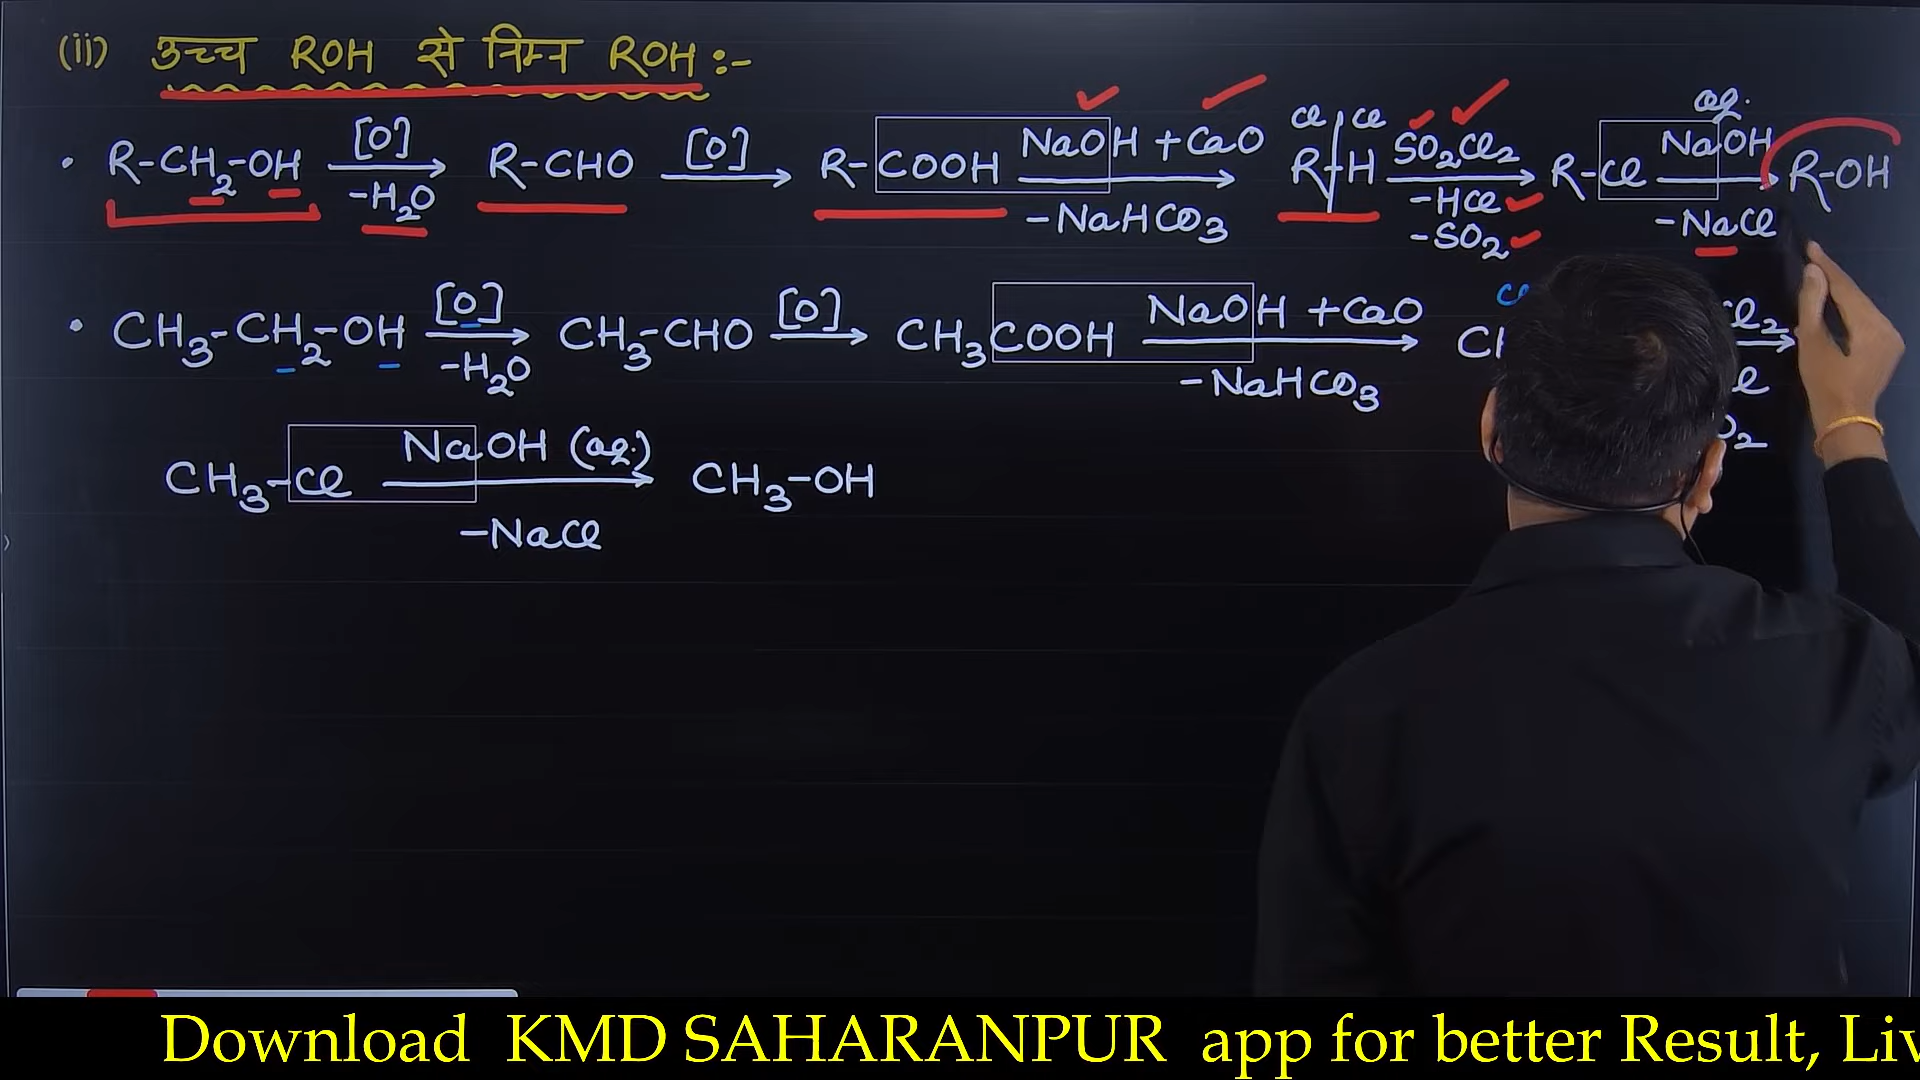 (ii) उच्च ROH से निम्न ROH :-
• R-CH₂-OH [O] → -H₂O R-CHO [O] → R-COOH NaOH + CaO → -NaHCO₃ Cl Cl R-H SO₂Cl₂ → -HCl -SO₂ R-Cl aq. NaOH → -NaCl R-OH
• CH₃-CH₂-OH [O] → -H₂O CH₃-CHO [O] → CH₃COOH NaOH + CaO → -NaHCO₃
CH₃-Cl NaOH (aq.) → -NaCl CH₃-OH
Download KMD SAHARANPUR app for better Result,